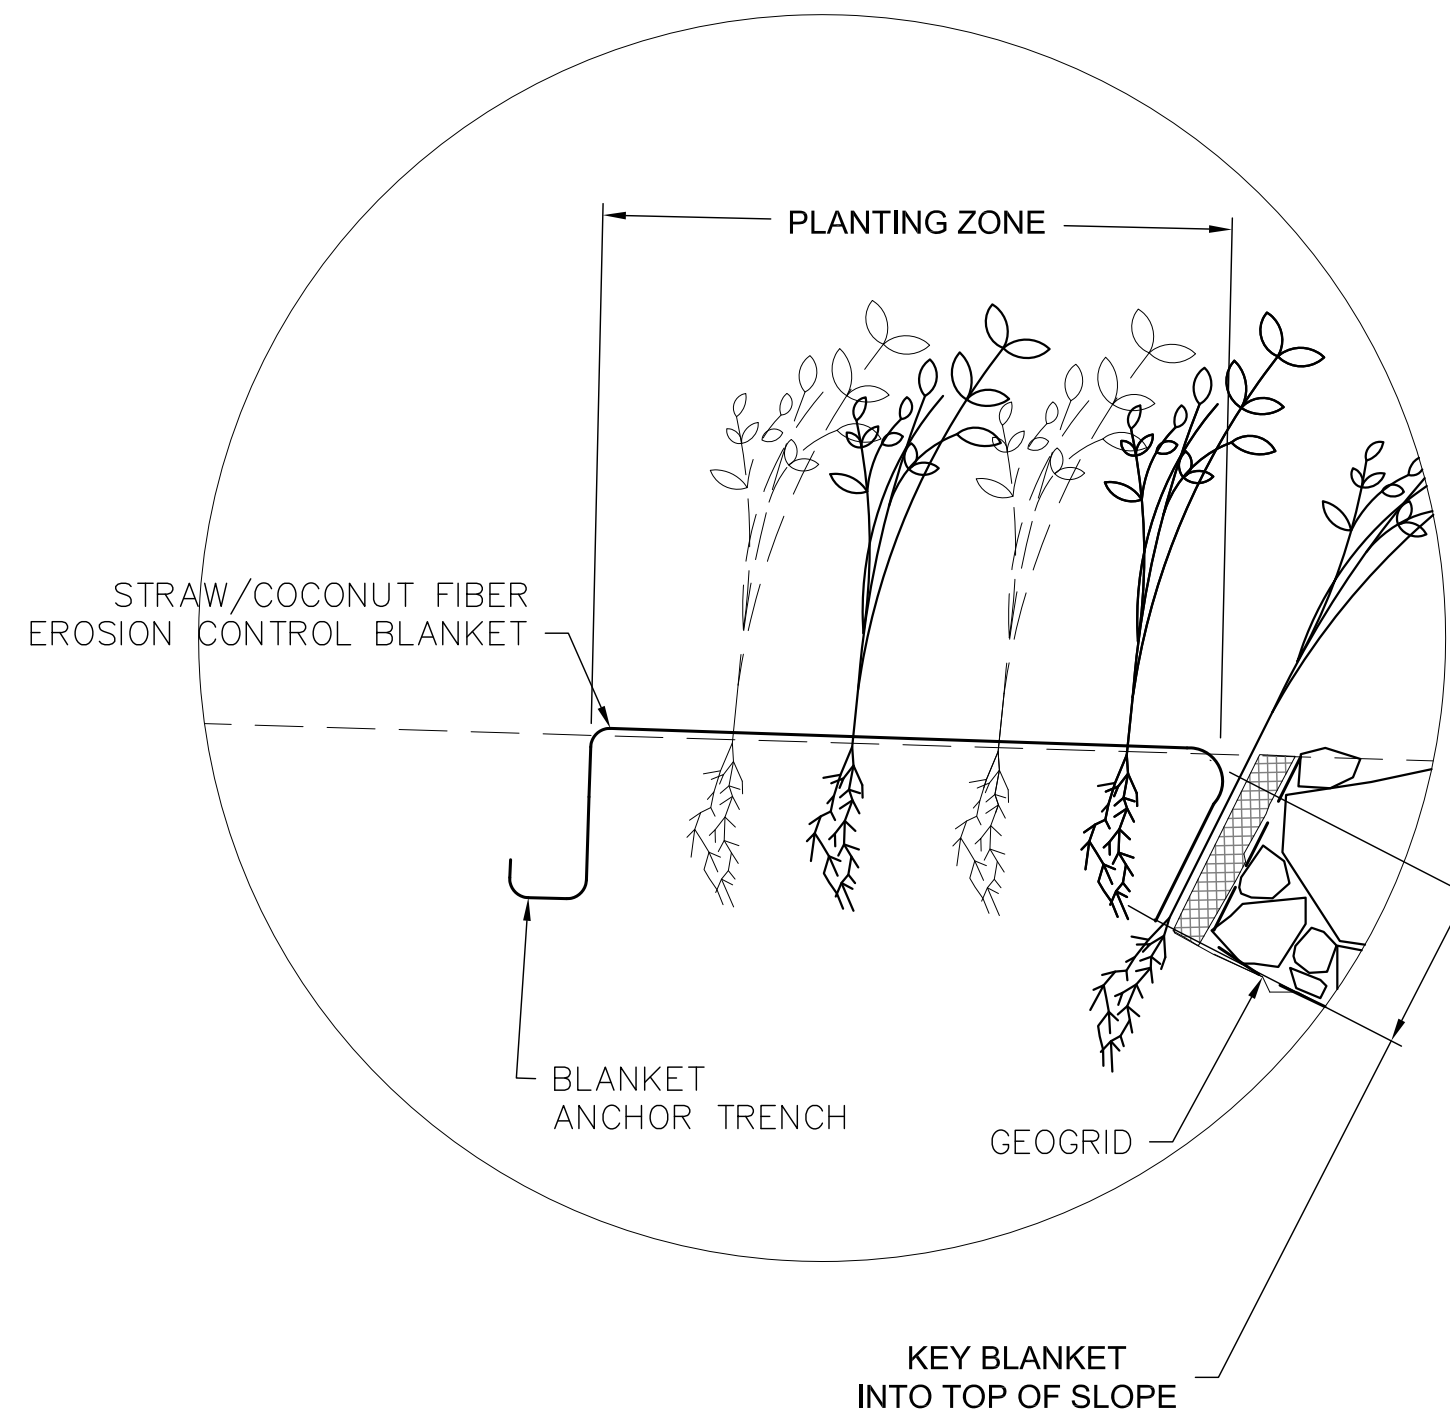 PLANTING ZONE
STRAW/COCONUT FIBER
EROSION CONTROL BLANKET
BLANKET
ANCHOR TRENCH
GEOGRID
KEY BLANKET
INTO TOP OF SLOPE